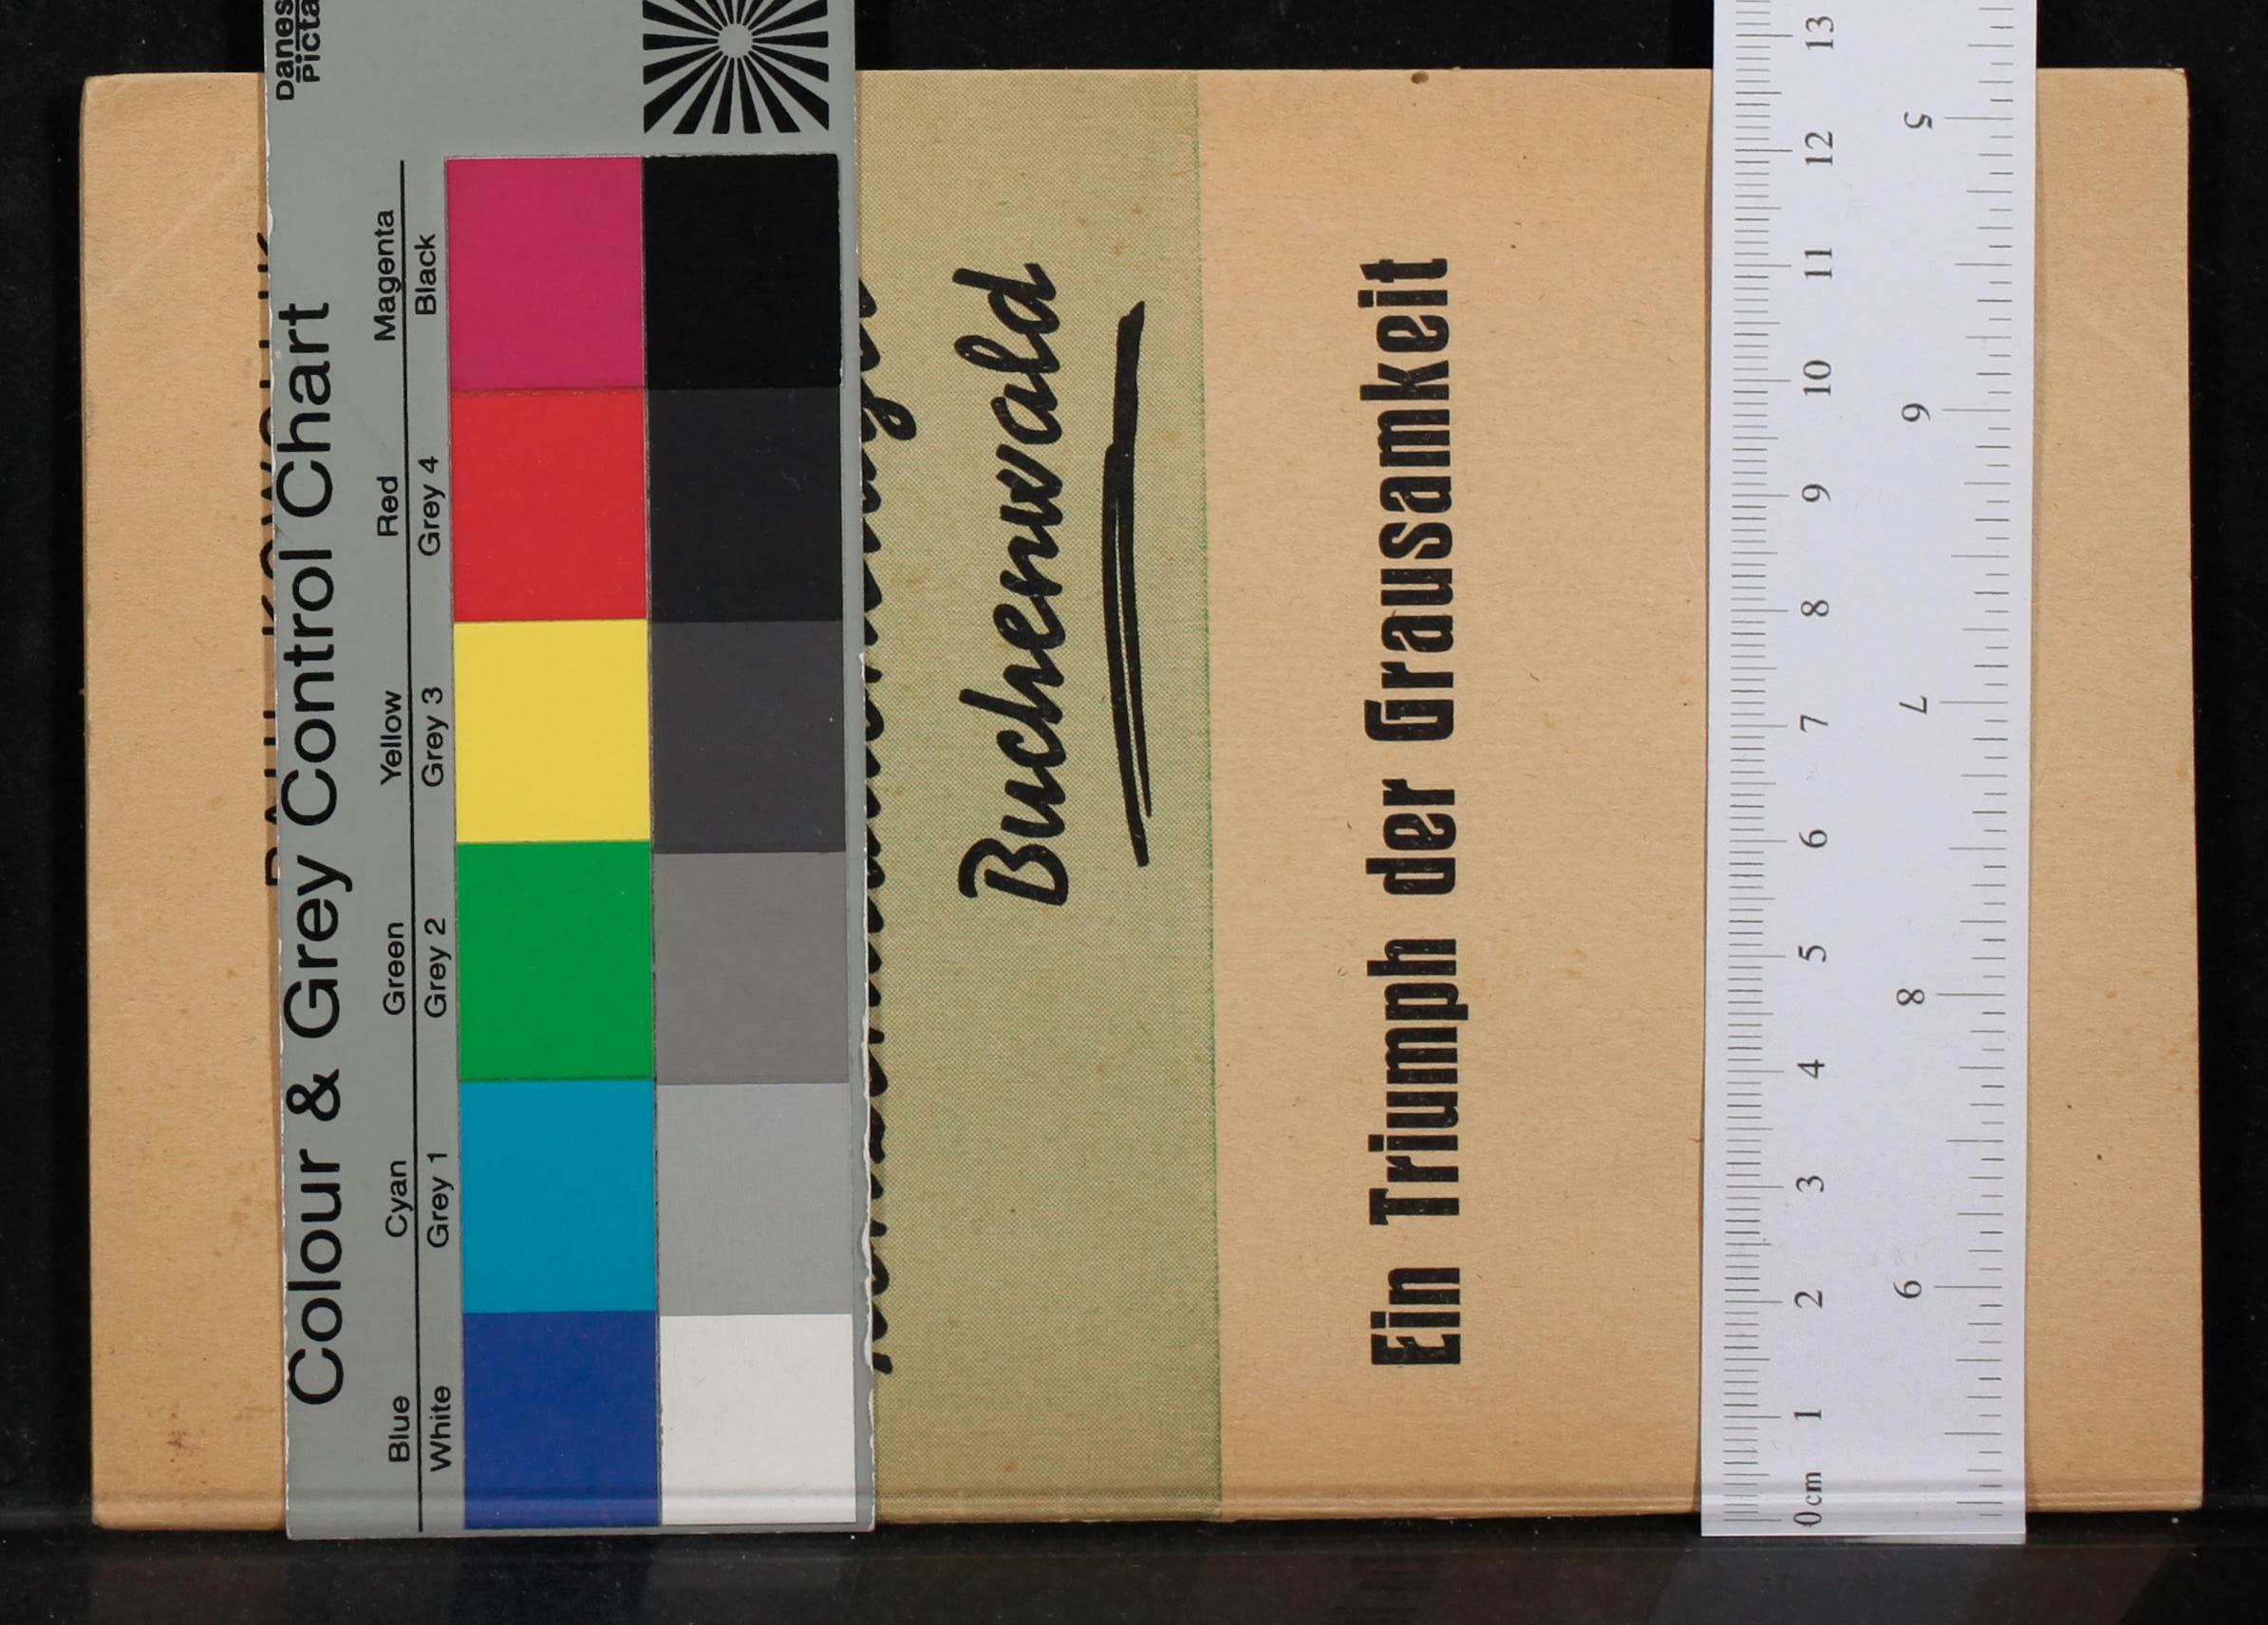 Danes
Picta
Colour & Grey Control Chart
Blue Cyan Green Yellow Red Magenta
White Grey 1 Grey 2 Grey 3 Grey 4 Black
Buchenwald
Ein Triumph der Grausamkeit
0cm 1 2 3 4 5 6 7 8 9 10 11 12 13
5 6 7 8 9